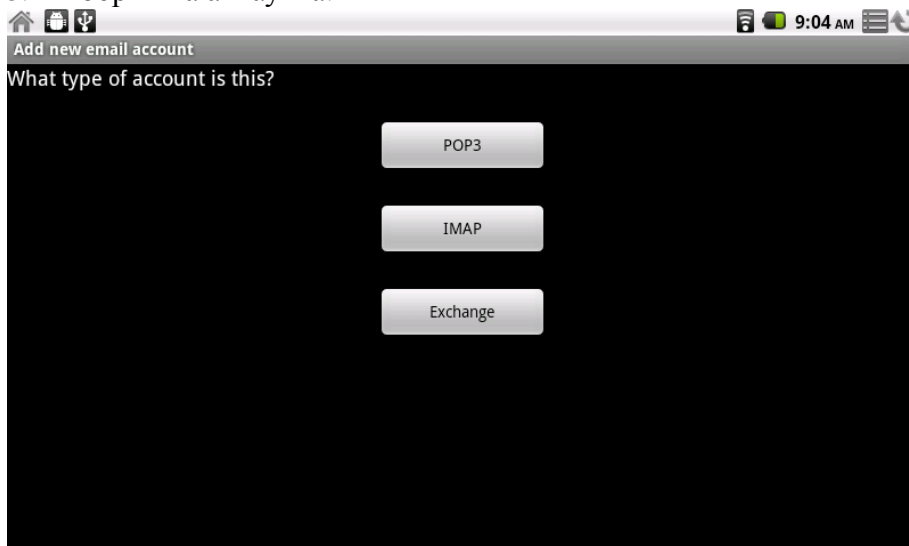 9:04 AM
Add new email account
What type of account is this?
POP3
IMAP
Exchange